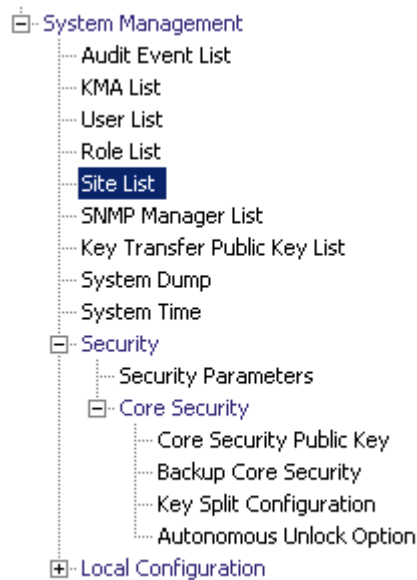 System Management
Audit Event List
KMA List
User List
Role List
Site List
SNMP Manager List
Key Transfer Public Key List
System Dump
System Time
Security
Security Parameters
Core Security
Core Security Public Key
Backup Core Security
Key Split Configuration
Autonomous Unlock Option
Local Configuration